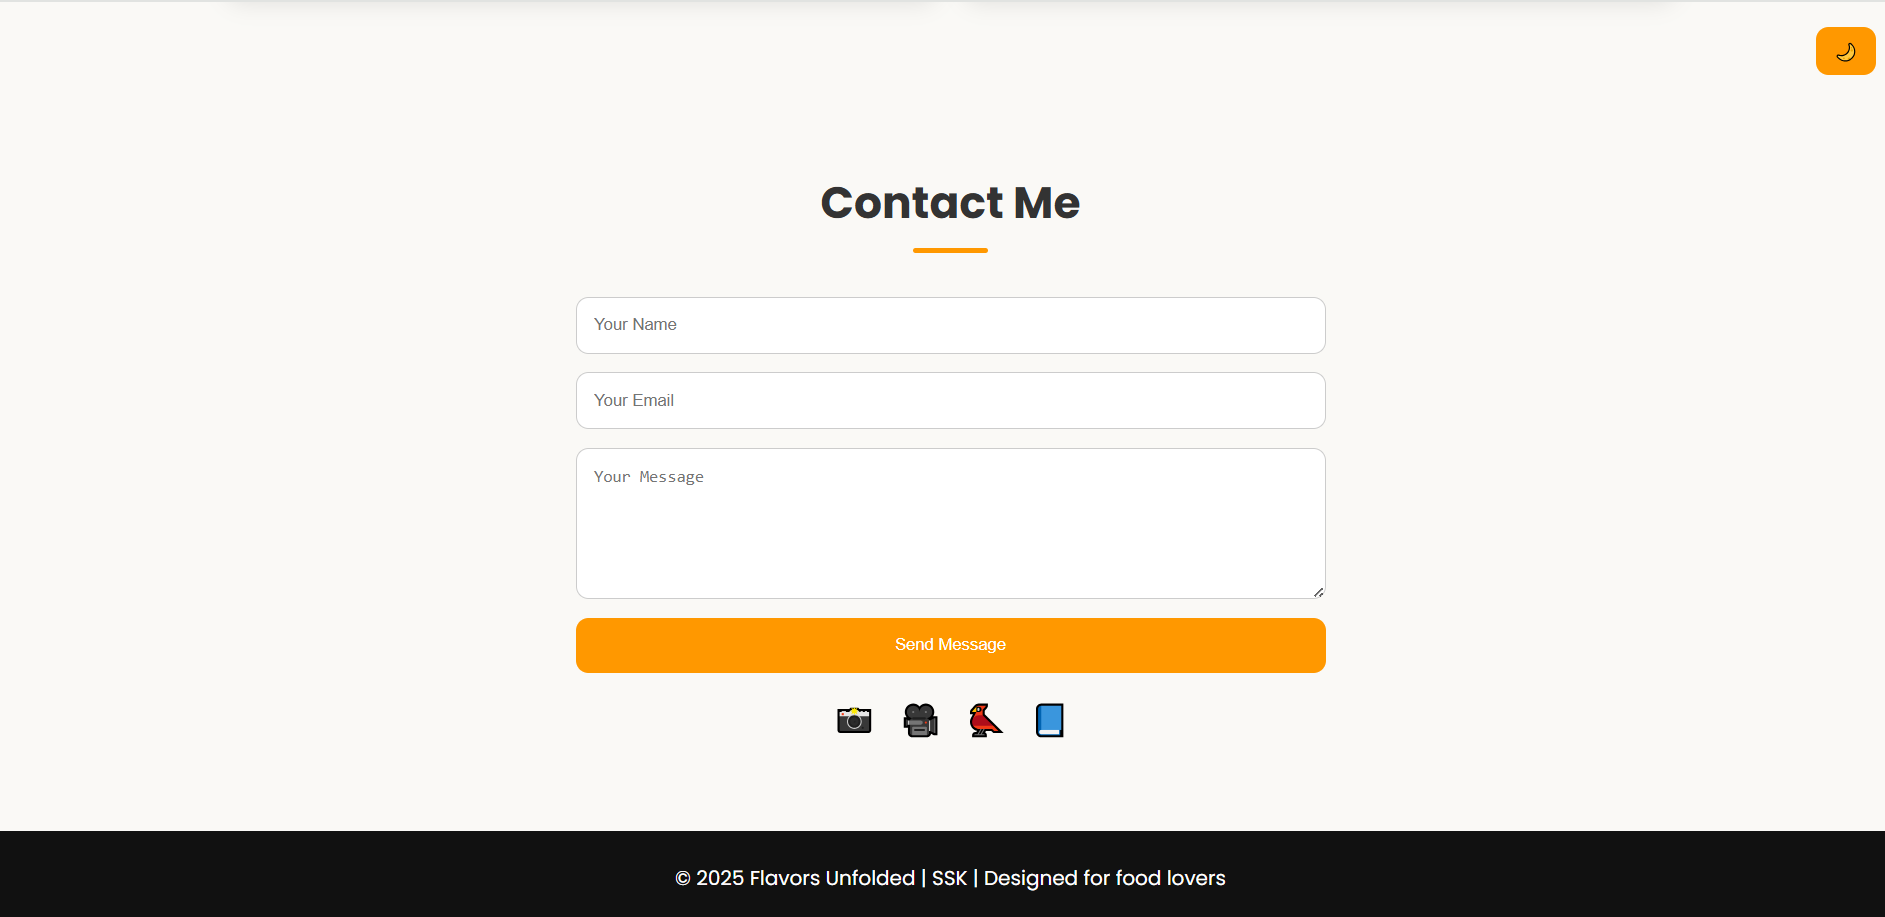 Contact Me
Your Name
Your Email
Your Message
Send Message
© 2025 Flavors Unfolded | SSK | Designed for food lovers